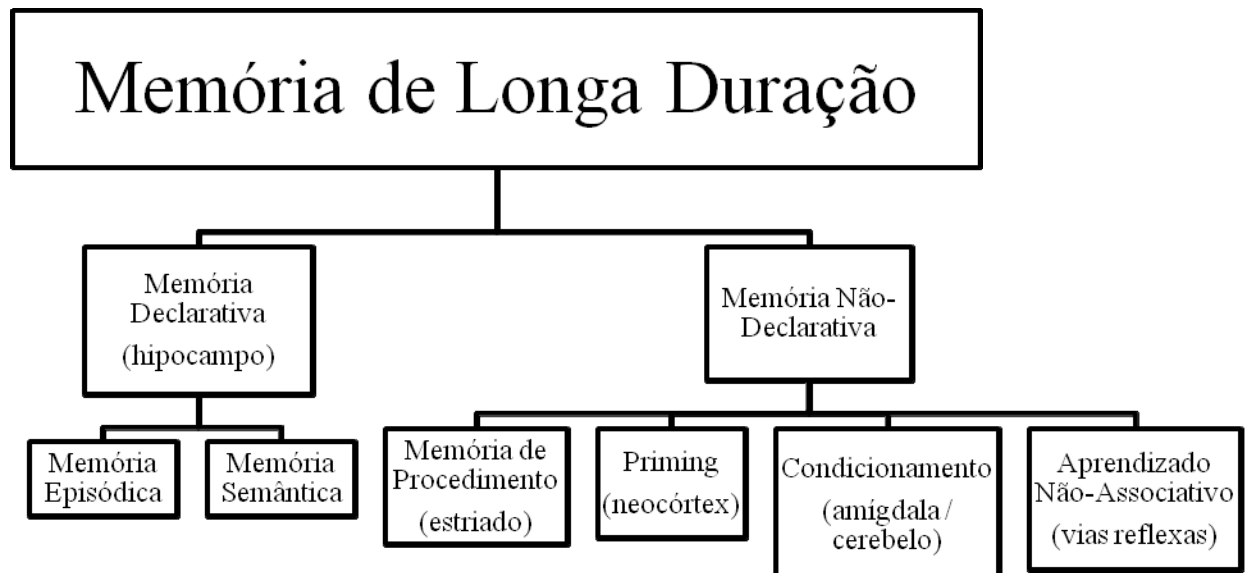 Memória de Longa Duração
Memória
Declarativa
(hipocampo)
Memória Não-
Declarativa
Memória
Episódica
Memória
Semântica
Memória de
Procedimento
(estriado)
Priming
(neocórtex)
Condicionamento
(amígdala /
cerebelo)
Aprendizado
Não-Associativo
(vias reflexas)